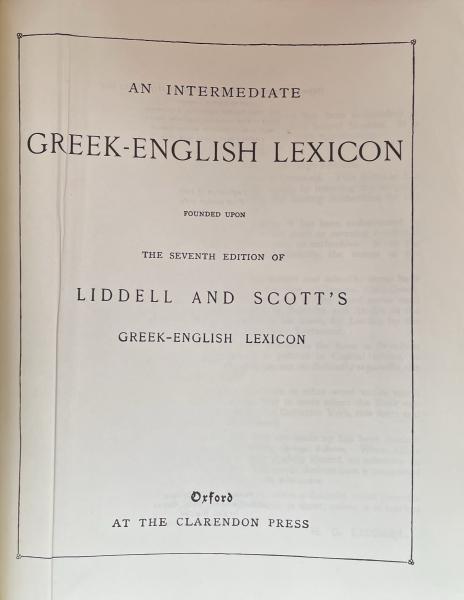 AN INTERMEDIATE
GREEK-ENGLISH LEXICON
FOUNDED UPON
THE SEVENTH EDITION OF
LIDDELL AND SCOTT'S
GREEK-ENGLISH LEXICON
Oxford
AT THE CLARENDON PRESS